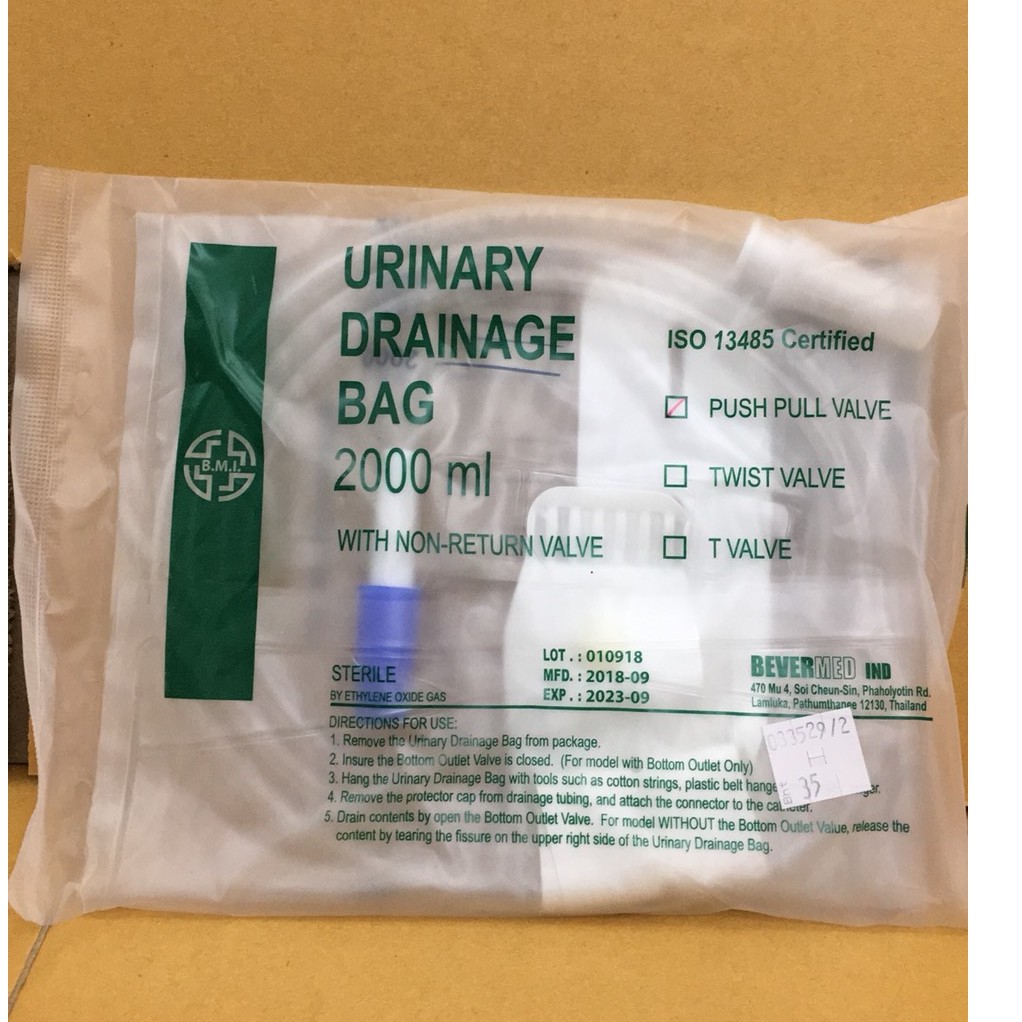 URINARY
DRAINAGE
BAG
2000 ml
WITH NON-RETURN VALVE
B.M.I.
ISO 13485 Certified
PUSH PULL VALVE
TWIST VALVE
T VALVE
STERILE
BY ETHYLENE OXIDE GAS
LOT . : 010918
MFD. : 2018-09
EXP . : 2023-09
BEVERMED IND
470 Mu 4, Soi Cheun-Sin, Phaholyotin Rd.
Lamluka, Pathumthanee 12130, Thailand
DIRECTIONS FOR USE:
1. Remove the Urinary Drainage Bag from package.
2. Insure the Bottom Outlet Valve is closed. (For model with Bottom Outlet Only)
3. Hang the Urinary Drainage Bag with tools such as cotton strings, plastic belt
4. Remove the protector cap from drainage tubing, and attach the connector to the catheter.
5. Drain contents by open the Bottom Outlet Valve. For model WITHOUT the Bottom Outlet Value, release the
content by tearing the fissure on the upper right side of the Urinary Drainage Bag.
033529/2
H
35